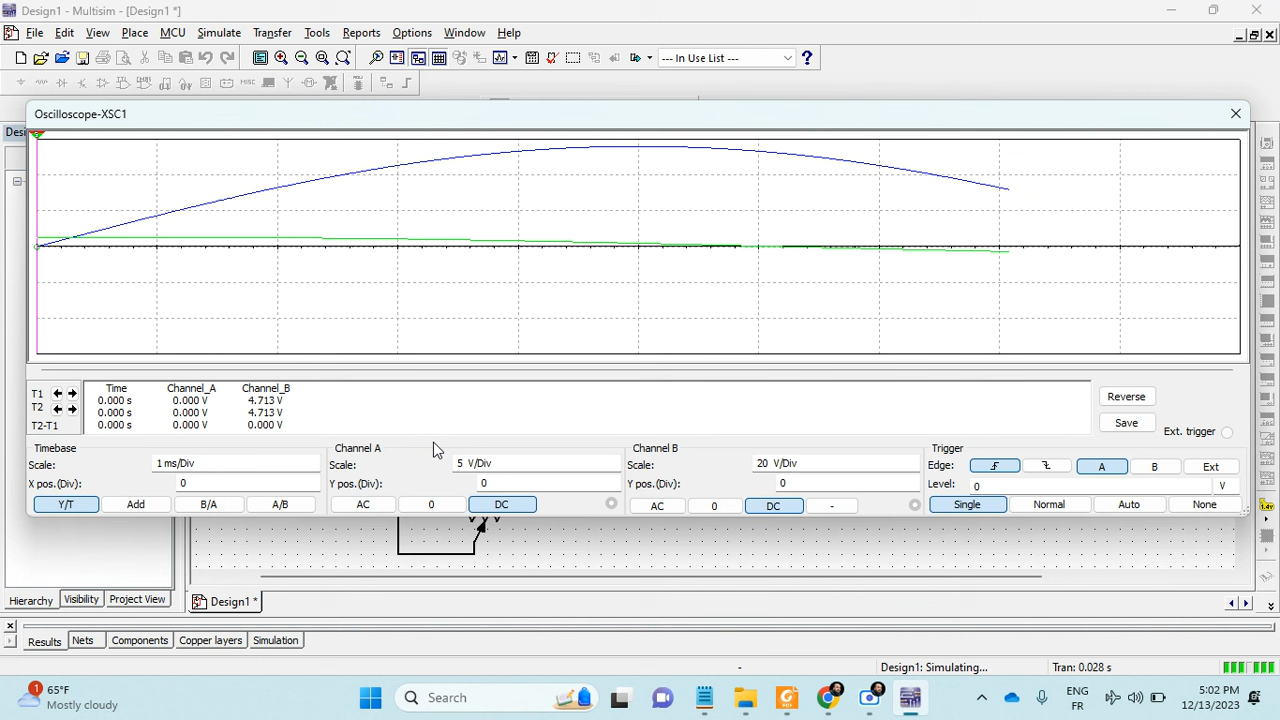 Design1 - Multisim - [Design1 *]
File Edit View Place MCU Simulate Transfer Tools Reports Options Window Help
--- In Use List ---
MISC
Desi
Oscilloscope-XSC1
Time Channel_A Channel_B
T1 0.000 s 0.000 V 4.713 V
T2 0.000 s 0.000 V 4.713 V
T2-T1 0.000 s 0.000 V 0.000 V
Reverse
Save
Ext. trigger
Timebase
Scale: 1 ms/Div
X pos.(Div): 0
Y/T Add B/A A/B
Channel A
Scale: 5 V/Div
Y pos.(Div): 0
AC 0 DC
Channel B
Scale: 20 V/Div
Y pos.(Div): 0
AC 0 DC -
Trigger
Edge: A B Ext
Level: 0 V
Single Normal Auto None
Hierarchy Visibility Project View
Design1 *
Results Nets Components Copper layers Simulation
- Design1: Simulating... Tran: 0.028 s
1
65°F
Mostly cloudy
Search
ENG
FR
5:02 PM
12/13/2023